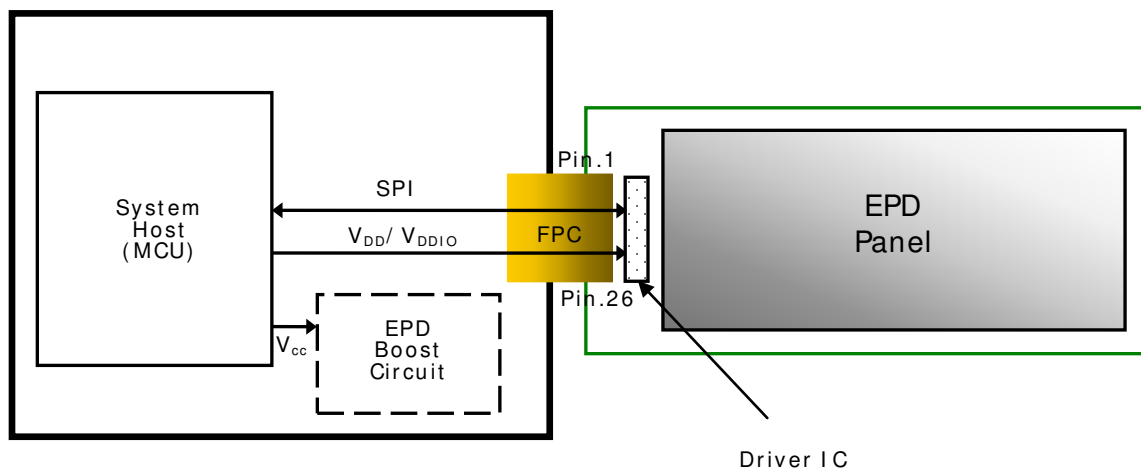 System
Host
(MCU)
SPI
VDD/ VDDIO
Vcc
EPD
Boost
Circuit
Pin.1
FPC
Pin.26
EPD
Panel
Driver IC